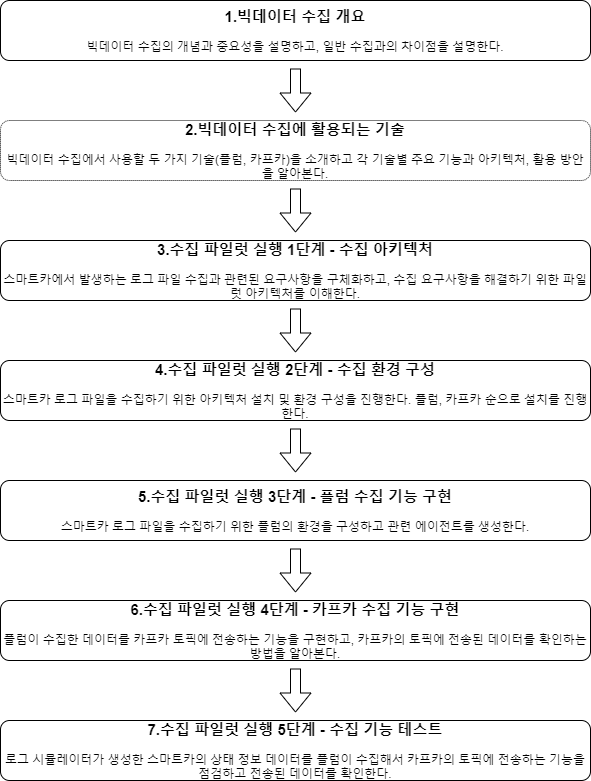 1.빅데이터 수집 개요
빅데이터 수집의 개념과 중요성을 설명하고, 일반 수집과의 차이점을 설명한다.
2.빅데이터 수집에 활용되는 기술
빅데이터 수집에서 사용할 두 가지 기술(플럼, 카프카)을 소개하고 각 기술별 주요 기능과 아키텍처, 활용 방안
을 알아본다.
3.수집 파일럿 실행 1단계 - 수집 아키텍처
스마트카에서 발생하는 로그 파일 수집과 관련된 요구사항을 구체화하고, 수집 요구사항을 해결하기 위한 파일
럿 아키텍처를 이해한다.
4.수집 파일럿 실행 2단계 - 수집 환경 구성
스마트카 로그 파일을 수집하기 위한 아키텍처 설치 및 환경 구성을 진행한다. 플럼, 카프카 순으로 설치를 진행
한다.
5.수집 파일럿 실행 3단계 - 플럼 수집 기능 구현
스마트카 로그 파일을 수집하기 위한 플럼의 환경을 구성하고 관련 에이전트를 생성한다.
6.수집 파일럿 실행 4단계 - 카프카 수집 기능 구현
플럼이 수집한 데이터를 카프카 토픽에 전송하는 기능을 구현하고, 카프카의 토픽에 전송된 데이터를 확인하는
방법을 알아본다.
7.수집 파일럿 실행 5단계 - 수집 기능 테스트
로그 시뮬레이터가 생성한 스마트카의 상태 정보 데이터를 플럼이 수집해서 카프카의 토픽에 전송하는 기능을
점검하고 전송된 데이터를 확인한다.